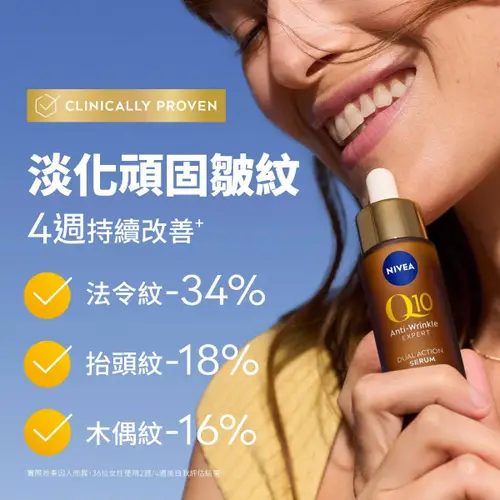 CLINICALLY PROVEN
淡化頑固皺紋
4週持續改善+
法令紋-34%
抬頭紋-18%
木偶紋-16%
NIVEA
Q10
Anti-Wrinkle
EXPERT
DUAL ACTION
SERUM